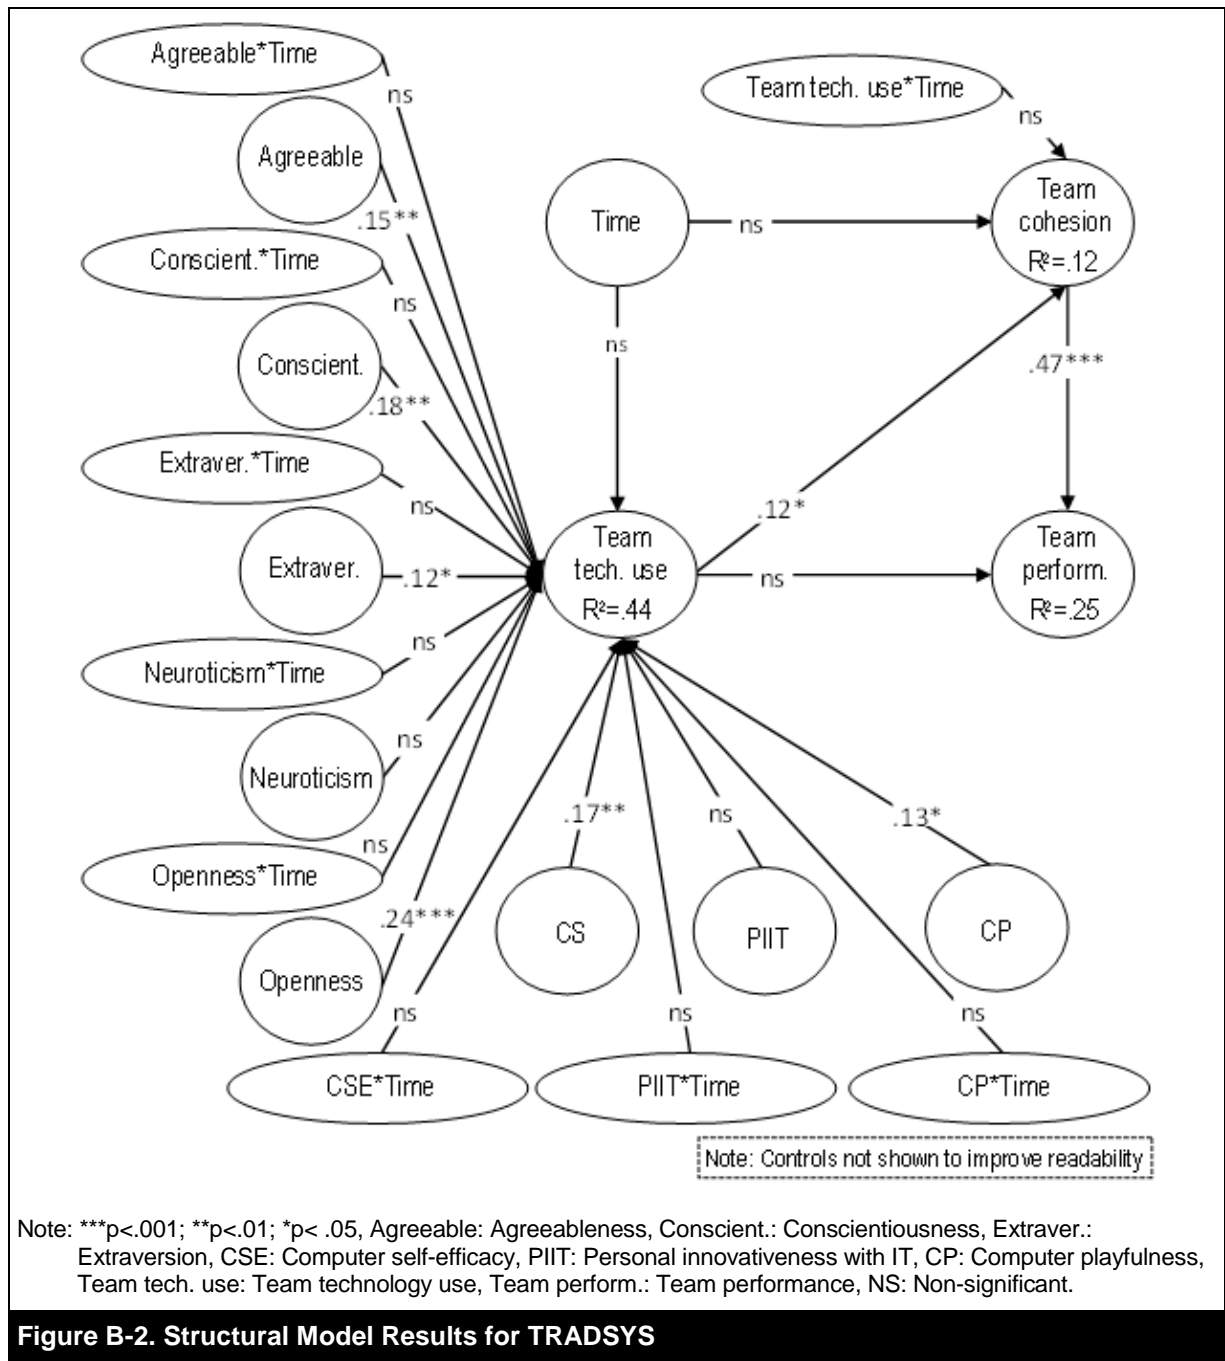 Agreeable*Time
ns
Team tech. use*Time
ns
Agreeable
.15**
Time
ns
Team
cohesion
R²=.12
Conscient.*Time
ns
ns
.47***
Conscient.
.18**
Extraver.*Time
ns
.12*
Extraver.
.12*
Team
tech. use
R²=.44
ns
Team
perform.
R²=.25
Neuroticism*Time
ns
Neuroticism
ns
Openness*Time
ns
.17**
ns
.13*
Openness
.24***
CS
PIIT
CP
ns
ns
ns
CSE*Time
PIIT*Time
CP*Time
Note: Controls not shown to improve readability
Note: ***p<.001; **p<.01; *p< .05, Agreeable: Agreeableness, Conscient.: Conscientiousness, Extraver.:
Extraversion, CSE: Computer self-efficacy, PIIT: Personal innovativeness with IT, CP: Computer playfulness,
Team tech. use: Team technology use, Team perform.: Team performance, NS: Non-significant.
Figure B-2. Structural Model Results for TRADSYS